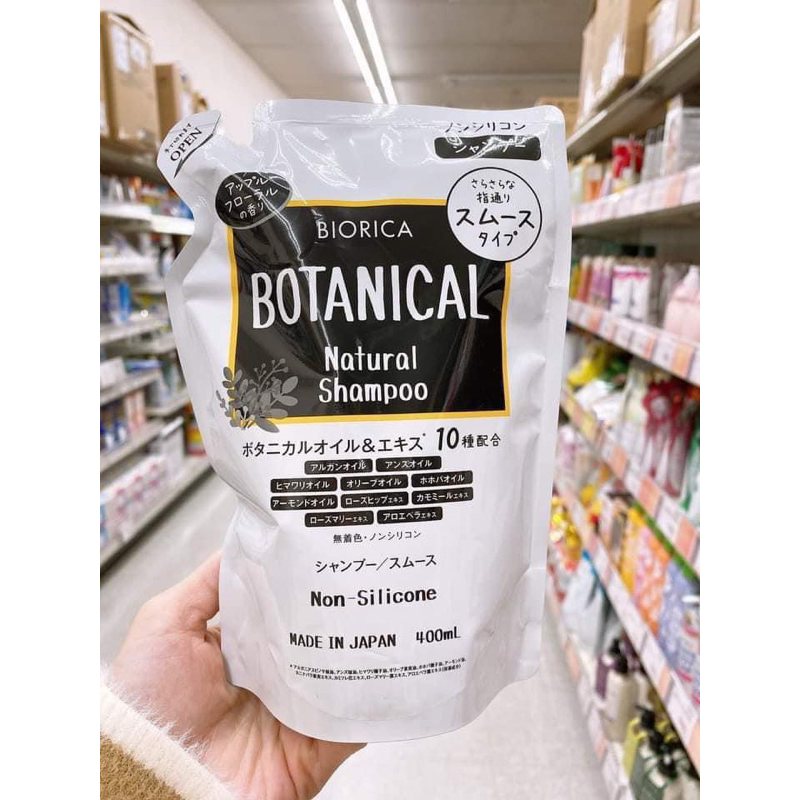 OPEN
ノンシリコン
シャンプー
アップル
フローラル
の香り
さらさらな
指通り
スムース
タイプ
BIORICA
BOTANICAL
Natural
Shampoo
ボタニカルオイル&エキス* 10種配合
アルガンオイル アンズオイル
ヒマワリオイル オリーブオイル ホホバオイル
アーモンドオイル ローズヒップエキス カモミールエキス
ローズマリーエキス アロエベラエキス
無着色・ノンシリコン
シャンプー/スムース
Non-Silicone
MADE IN JAPAN 400mL